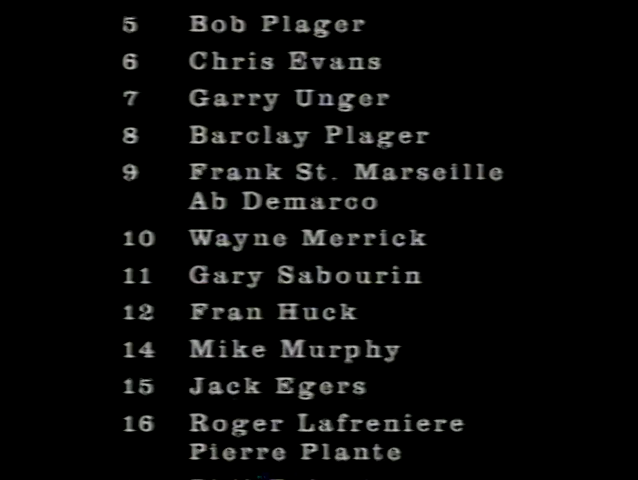 5 Bob Plager
6 Chris Evans
7 Garry Unger
8 Barclay Plager
9 Frank St. Marseille
Ab Demarco
10 Wayne Merrick
11 Gary Sabourin
12 Fran Huck
14 Mike Murphy
15 Jack Egers
16 Roger Lafreniere
Pierre Plante